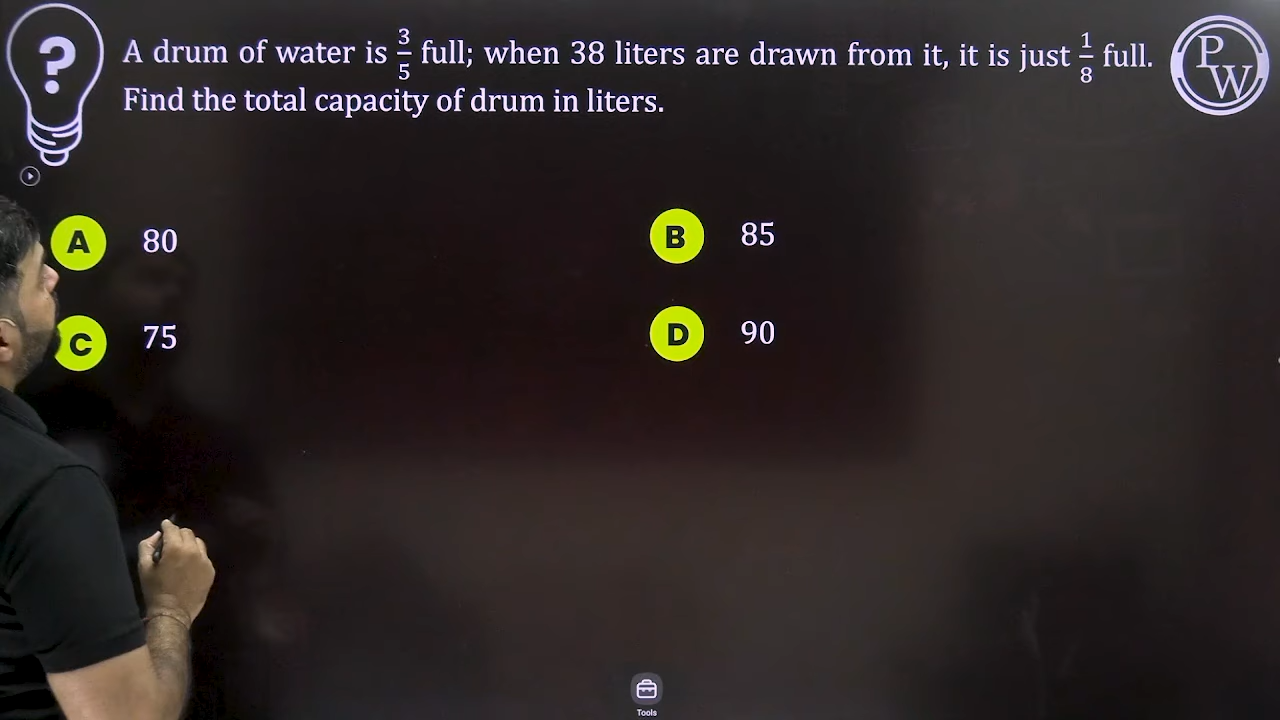 ?
A drum of water is 3/5 full; when 38 liters are drawn from it, it is just 1/8 full.
Find the total capacity of drum in liters.
PW
A 80
B 85
C 75
D 90
Tools